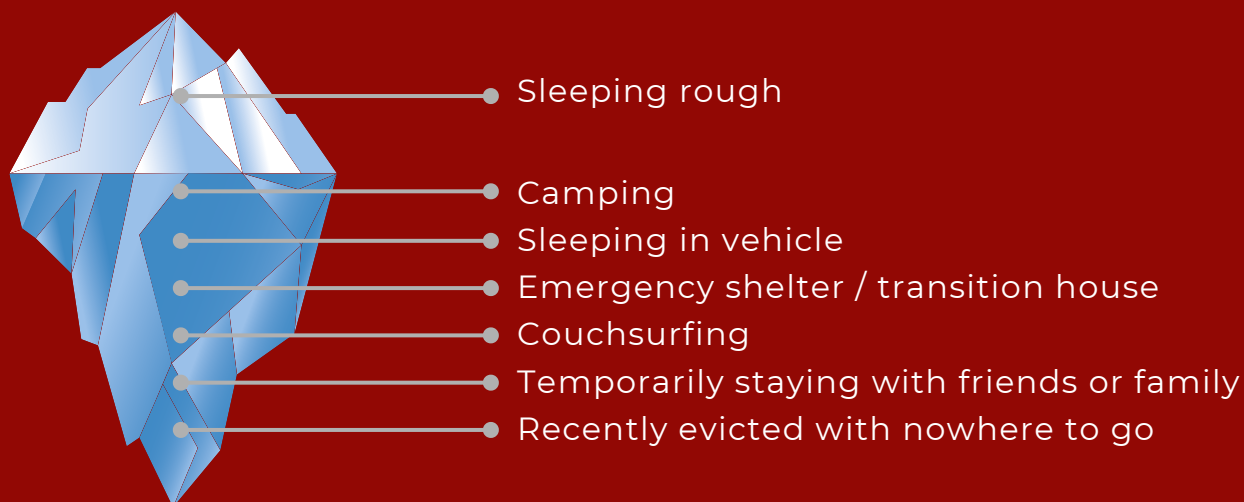 Sleeping rough
Camping
Sleeping in vehicle
Emergency shelter / transition house
Couchsurfing
Temporarily staying with friends or family
Recently evicted with nowhere to go